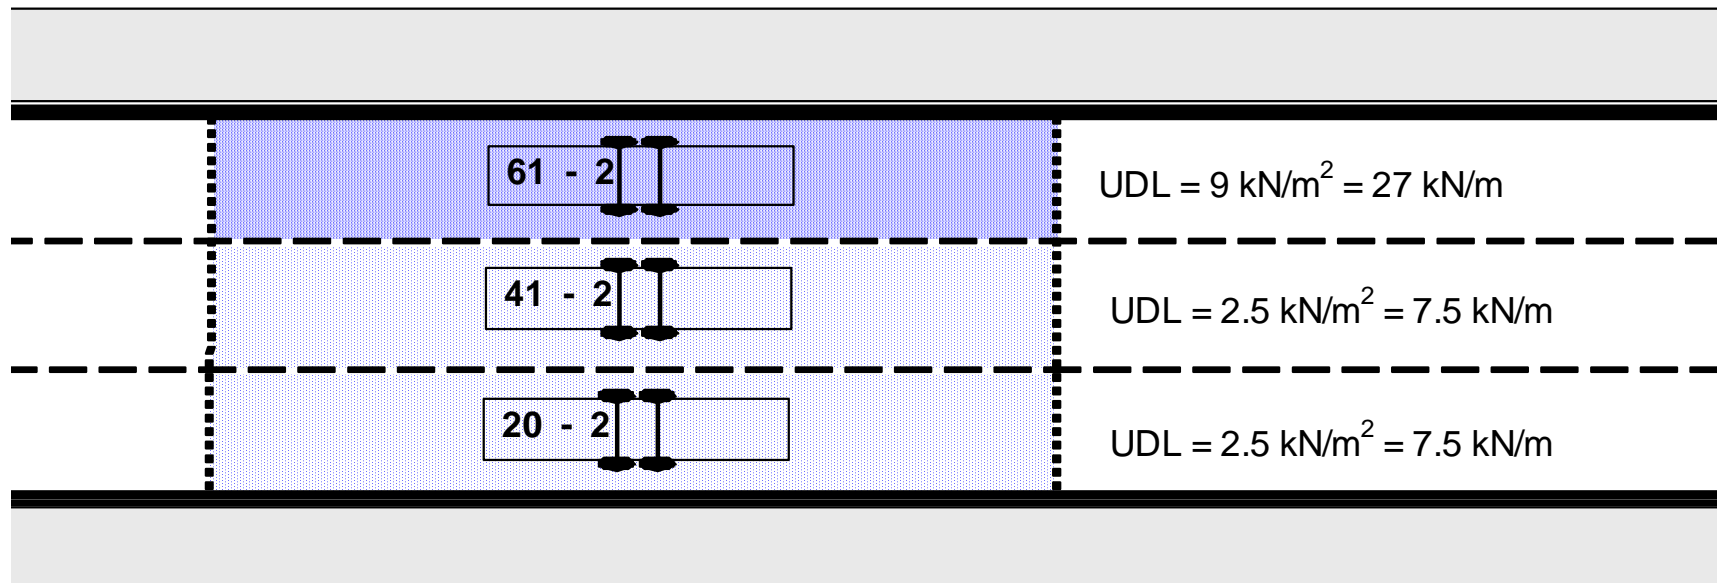 61 - 2
UDL = 9 kN/m² = 27 kN/m
41 - 2
UDL = 2.5 kN/m² = 7.5 kN/m
20 - 2
UDL = 2.5 kN/m² = 7.5 kN/m